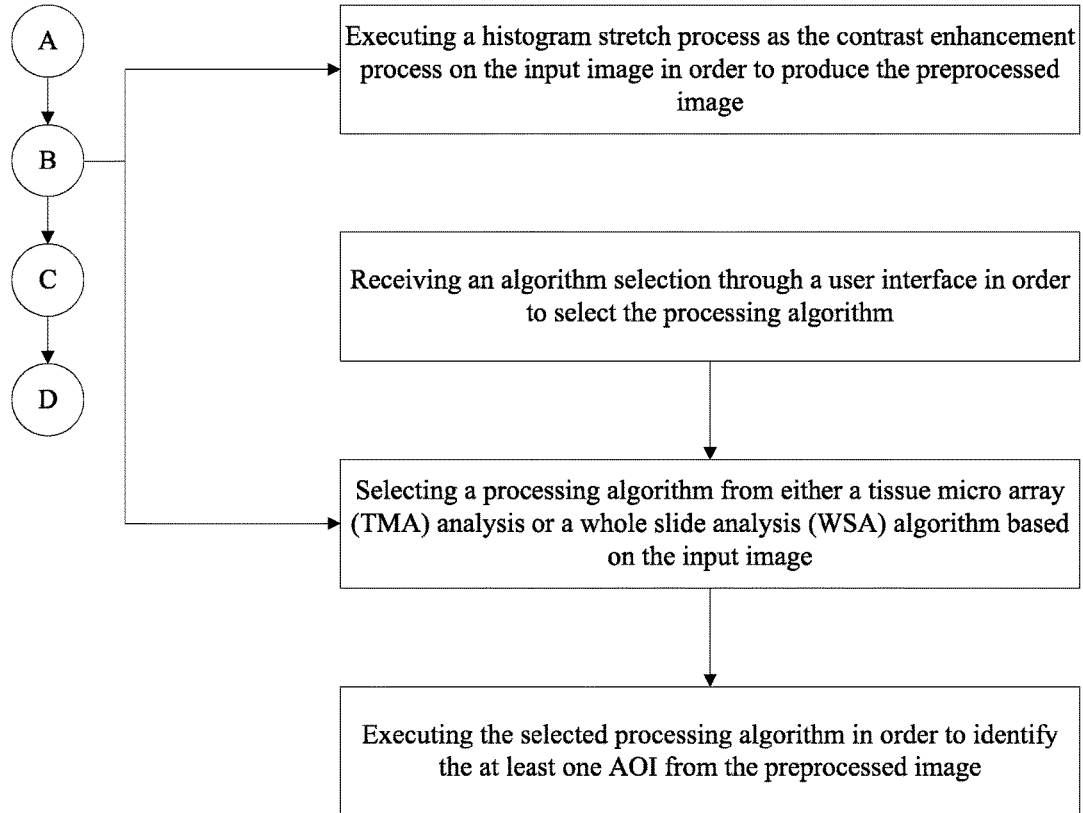 A
B
C
D
Executing a histogram stretch process as the contrast enhancement
process on the input image in order to produce the preprocessed
image
Receiving an algorithm selection through a user interface in order
to select the processing algorithm
Selecting a processing algorithm from either a tissue micro array
(TMA) analysis or a whole slide analysis (WSA) algorithm based
on the input image
Executing the selected processing algorithm in order to identify
the at least one AOI from the preprocessed image